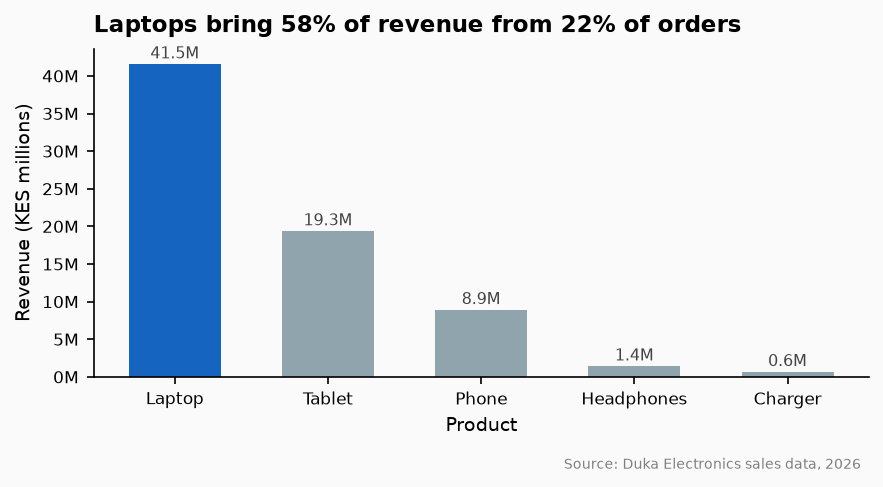 Laptops bring 58% of revenue from 22% of orders
41.5M
40M
35M
30M
25M
20M
15M
10M
5M
0M
Revenue (KES millions)
19.3M
8.9M
1.4M
0.6M
Laptop Tablet Phone Headphones Charger
Product
Source: Duka Electronics sales data, 2026